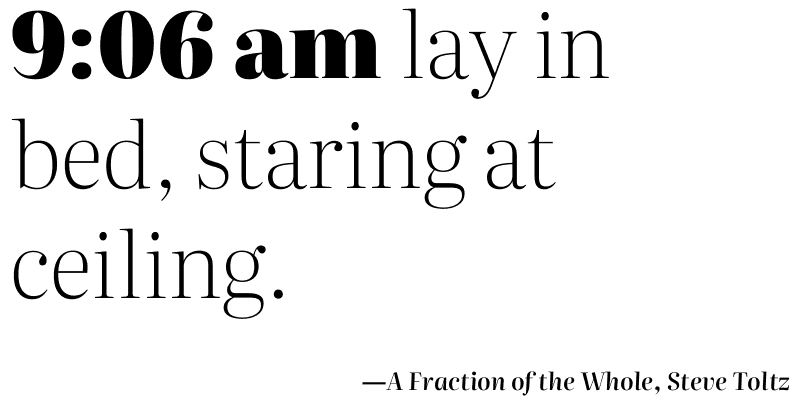 9:06 am lay in
bed, staring at
ceiling.
—A Fraction of the Whole, Steve Toltz